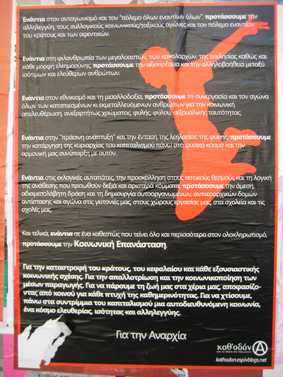 Ενάντια στον ανταγωνισμό και τον "πόλεμο όλων εναντίων όλων", προτάσσουμε την
αλληλεγγύη, τους συλλογικούς κοινωνικούς/ταξικούς αγώνες και τον πόλεμο εναντίον
του κράτους και των αφεντικών.
Ενάντια στη φιλανθρωπία των μεγαλοαστών, των καναλαρχών, της εκκλησίας καθώς και
κάθε μορφή ελεημοσύνης, προτάσσουμε την αξιοπρέπεια και την αλληλοβοήθεια μεταξύ
ισότιμων και ελεύθερων ανθρώπων.
Ενάντια στον εθνικισμό και τη μισαλλοδοξία, προτάσσουμε τη συνεργασία και τον αγώνα
όλων των καταπιεσμένων κι εκμεταλλευόμενων ανθρώπων για την κοινωνική
απελευθέρωση, ανεξαρτήτως χρώματος, φυλής, φύλου, σεξουαλικής ταυτότητας.
Ενάντια στην "πράσινη ανάπτυξη" και την ένταση της λεηλασίας της φύσης, προτάσσουμε
την κατάργηση της κυριαρχίας του καπιταλισμού πάνω στο φυσικό κόσμο και την
αρμονική μας συνύπαρξη με αυτόν.
Ενάντια στις εκλογικές αυταπάτες, την προσκόλληση στους αστικούς θεσμούς και τη λογική
της ανάθεσης που προωθούν δεξιά και αριστερά κόμματα προτάσσουμε την άμεση,
αδιαμεσολάβητη δράση και τη δημιουργία αυτοοργανωμένων, αντιιεραρχικών δομών
αντίστασης και αγώνα στις γειτονιές μας, στους χώρους εργασίας μας, στα σχολεία και τις
σχολές μας.
Και τελικά, ενάντια σε ένα καθεστώς που τείνει όλο και περισσότερο στον ολοκληρωτισμό,
προτάσσουμε την Κοινωνική Επανάσταση.
Για την καταστροφή του κράτους, του κεφαλαίου και κάθε εξουσιαστικής
κοινωνικής σχέσης. Για την απαλλοτρίωση και την κοινωνικοποίηση των
μέσων παραγωγής. Για να πάρουμε τη ζωή μας στα χέρια μας, αποφασίζο-
ντας από κοινού για κάθε πτυχή της καθημερινότητας. Για να χτίσουμε,
πάνω στα συντρίμμια του καπιταλισμού μια αυτοδιευθυνόμενη κοινωνία,
ένα κόσμο ελευθερίας, ισότητας και αλληλεγγύης.
Για την Αναρχία
καθ'οδόν
kathodon.espivblogs.net